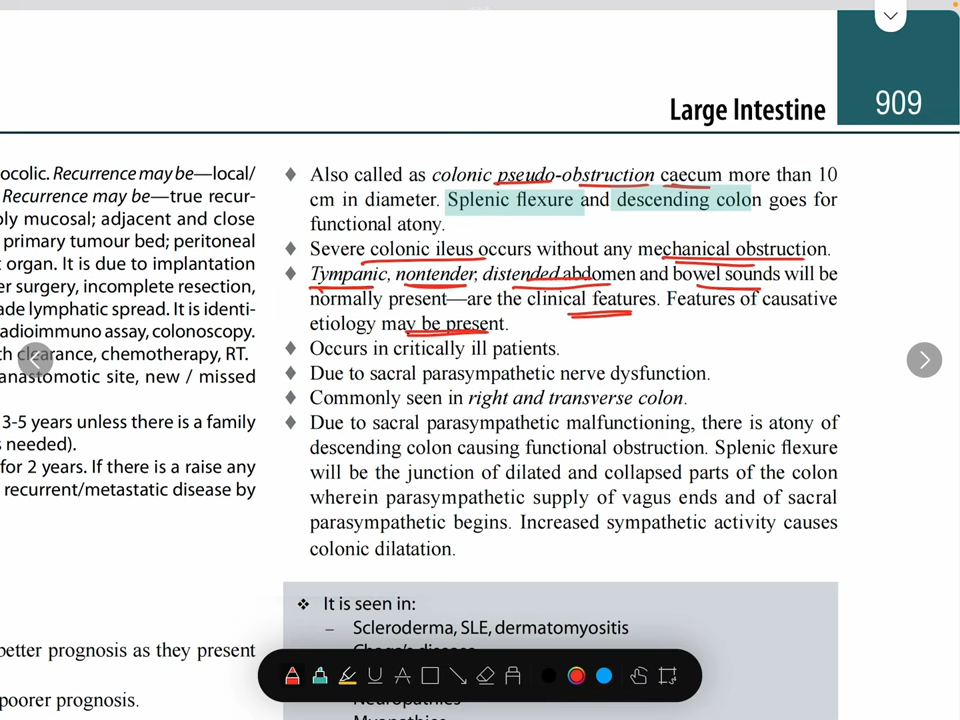 Large Intestine
909
ocolic. Recurrence may be—local/
Recurrence may be—true recur-
ly mucosal; adjacent and close
primary tumour bed; peritoneal
organ. It is due to implantation
er surgery, incomplete resection,
ade lymphatic spread. It is identi-
adioimmuno assay, colonoscopy.
th clearance, chemotherapy, RT.
anastomotic site, new / missed
3-5 years unless there is a family
s needed).
for 2 years. If there is a raise any
recurrent/metastatic disease by
better prognosis as they present
poorer prognosis.
♦ Also called as colonic pseudo-obstruction caecum more than 10
cm in diameter. Splenic flexure and descending colon goes for
functional atony.
♦ Severe colonic ileus occurs without any mechanical obstruction.
♦ Tympanic, nontender, distended abdomen and bowel sounds will be
normally present—are the clinical features. Features of causative
etiology may be present.
♦ Occurs in critically ill patients.
♦ Due to sacral parasympathetic nerve dysfunction.
♦ Commonly seen in right and transverse colon.
♦ Due to sacral parasympathetic malfunctioning, there is atony of
descending colon causing functional obstruction. Splenic flexure
will be the junction of dilated and collapsed parts of the colon
wherein parasympathetic supply of vagus ends and of sacral
parasympathetic begins. Increased sympathetic activity causes
colonic dilatation.
❖ It is seen in:
– Scleroderma, SLE, dermatomyositis